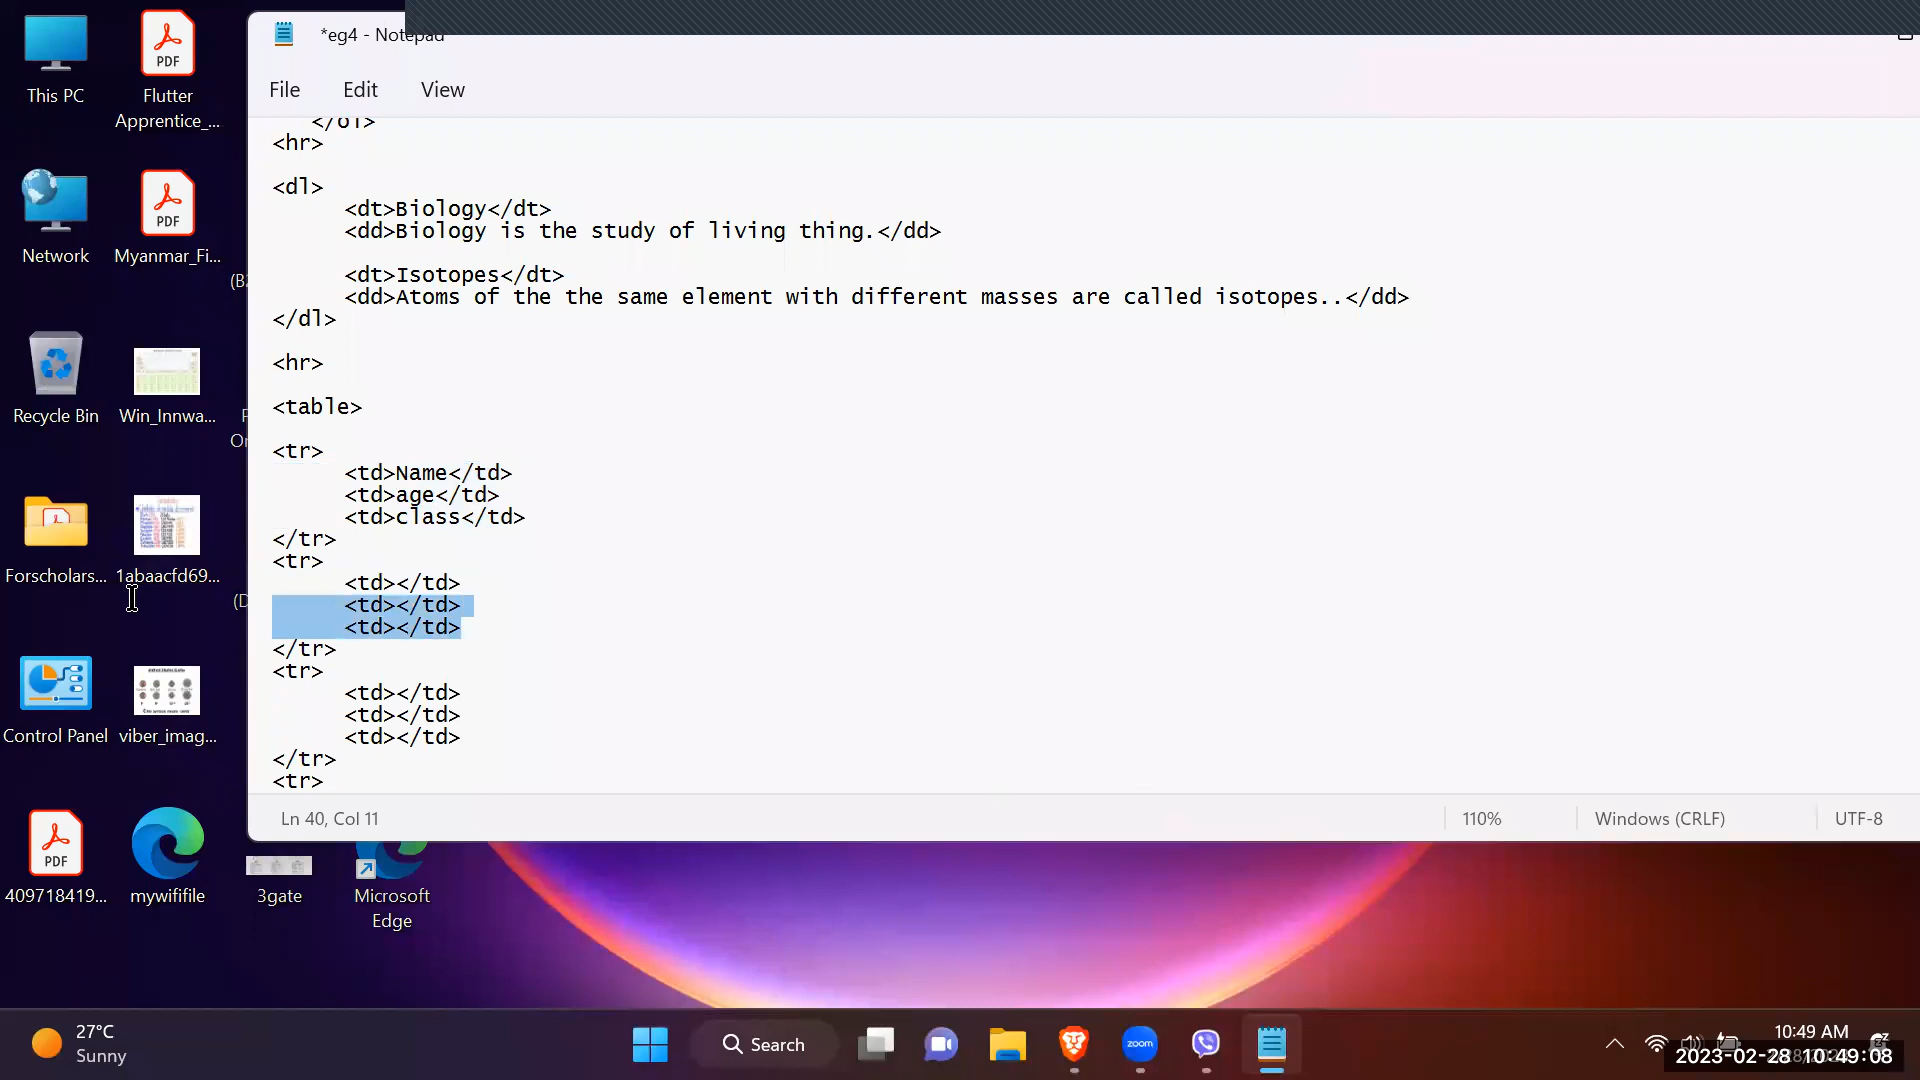 *eg4 - Notepad
File Edit View
</ol>
<hr>
<dl>
<dt>Biology</dt>
<dd>Biology is the study of living thing.</dd>
<dt>Isotopes</dt>
<dd>Atoms of the the same element with different masses are called isotopes..</dd>
</dl>
<hr>
<table>
<tr>
<td>Name</td>
<td>age</td>
<td>class</td>
</tr>
<tr>
<td></td>
<td></td>
<td></td>
</tr>
<tr>
<td></td>
<td></td>
<td></td>
</tr>
<tr>
Ln 40, Col 11
110%
Windows (CRLF)
UTF-8
This PC
Flutter
Apprentice_...
Network
Myanmar_Fi...
Recycle Bin
Win_Innwa...
Forscholars...
1abaacfd69...
Control Panel
viber_imag...
409718419...
mywififile
3gate
Microsoft
Edge
PDF
PDF
PDF
27°C
Sunny
Search
zoom
10:49 AM
2023-02-28 10:49:08